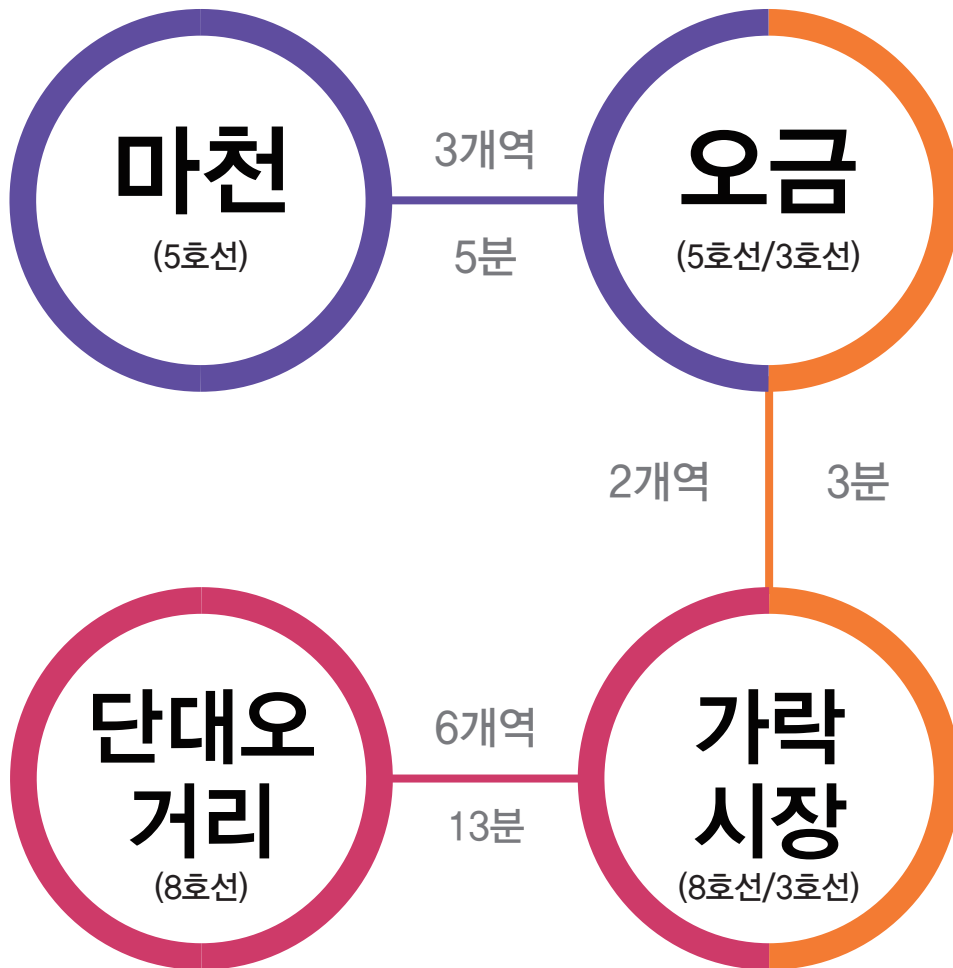 마천
(5호선)
3개역
5분
오금
(5호선/3호선)
2개역
3분
단대오
거리
(8호선)
6개역
13분
가락
시장
(8호선/3호선)